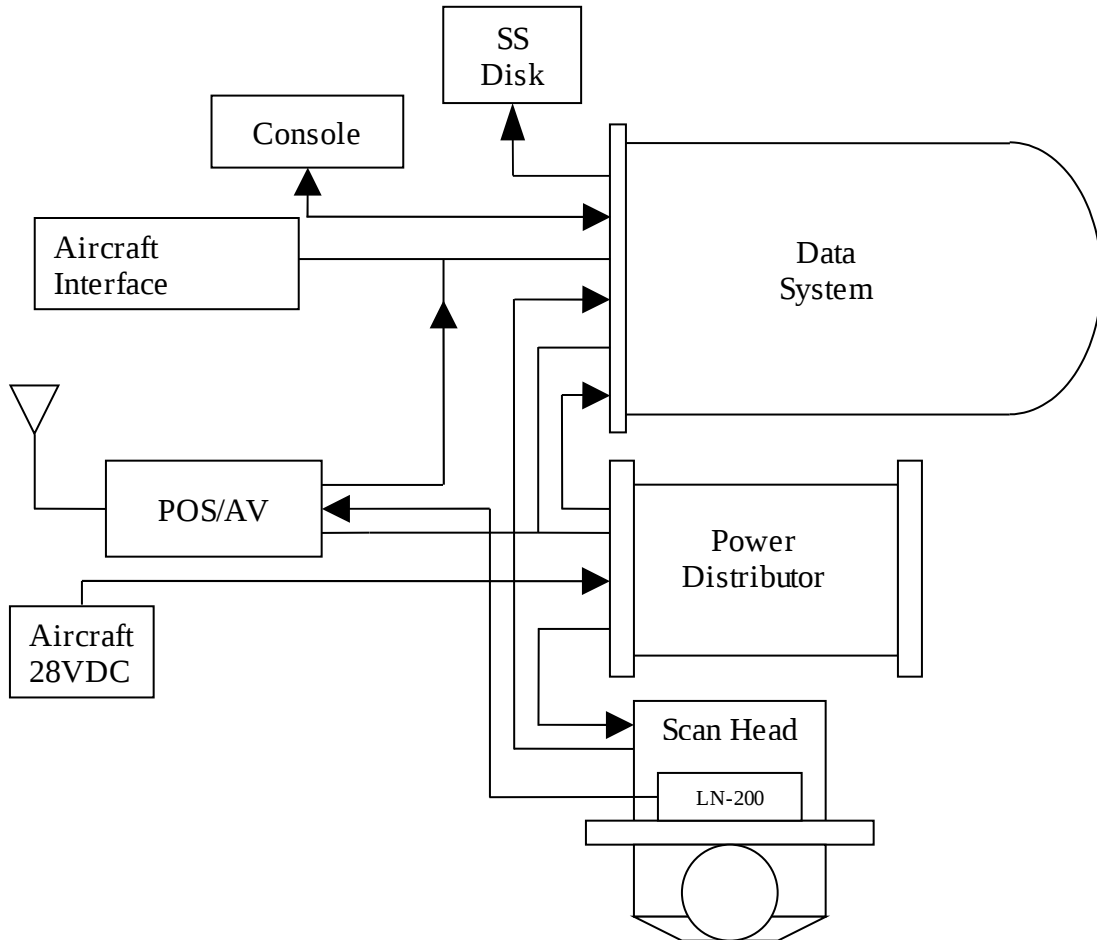 SS
Disk
Console
Aircraft
Interface
Data
System
POS/AV
Power
Distributor
Aircraft
28VDC
Scan Head
LN-200